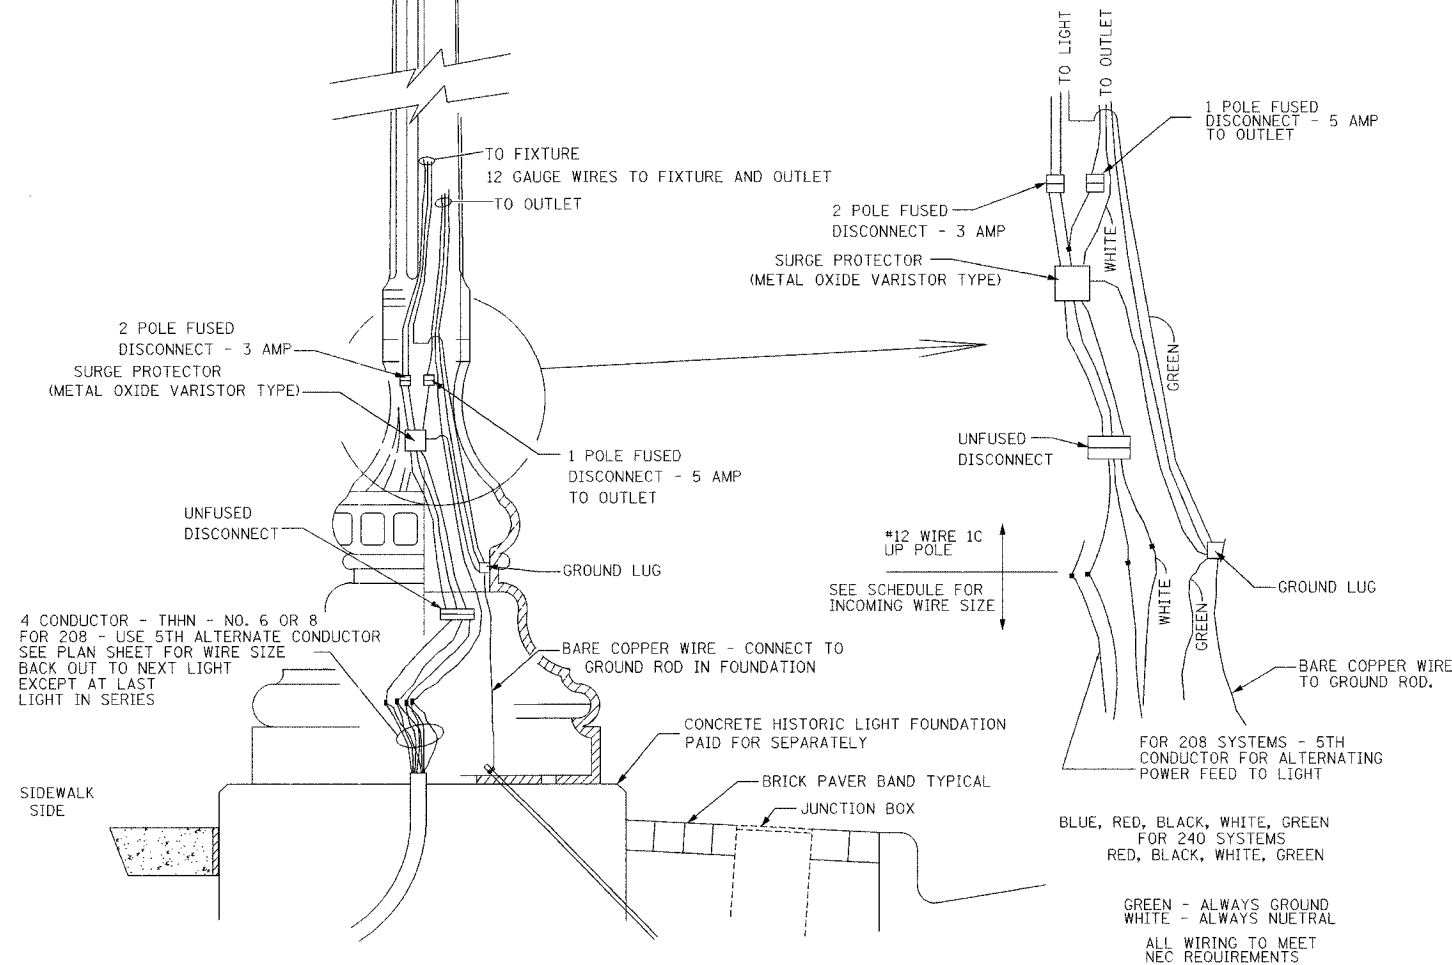 TO FIXTURE
12 GAUGE WIRES TO FIXTURE AND OUTLET
TO OUTLET
2 POLE FUSED
DISCONNECT - 3 AMP
SURGE PROTECTOR
(METAL OXIDE VARISTOR TYPE)
1 POLE FUSED
DISCONNECT - 5 AMP
TO OUTLET
UNFUSED
DISCONNECT
GROUND LUG
4 CONDUCTOR - THHN - NO. 6 OR 8
FOR 208 - USE 5TH ALTERNATE CONDUCTOR
SEE PLAN SHEET FOR WIRE SIZE
BACK OUT TO NEXT LIGHT
EXCEPT AT LAST
LIGHT IN SERIES
BARE COPPER WIRE - CONNECT TO
GROUND ROD IN FOUNDATION
CONCRETE HISTORIC LIGHT FOUNDATION
PAID FOR SEPARATELY
BRICK PAVER BAND TYPICAL
JUNCTION BOX
SIDEWALK
SIDE
TO LIGHT
TO OUTLET
1 POLE FUSED
DISCONNECT - 5 AMP
TO OUTLET
2 POLE FUSED
DISCONNECT - 3 AMP
WHITE
SURGE PROTECTOR
(METAL OXIDE VARISTOR TYPE)
GREEN
UNFUSED
DISCONNECT
#12 WIRE 1C
UP POLE
SEE SCHEDULE FOR
INCOMING WIRE SIZE
WHITE
GREEN
GROUND LUG
BARE COPPER WIRE
TO GROUND ROD.
FOR 208 SYSTEMS - 5TH
CONDUCTOR FOR ALTERNATING
POWER FEED TO LIGHT
BLUE, RED, BLACK, WHITE, GREEN
FOR 240 SYSTEMS
RED, BLACK, WHITE, GREEN
GREEN - ALWAYS GROUND
WHITE - ALWAYS NUETRAL
ALL WIRING TO MEET
NEC REQUIREMENTS